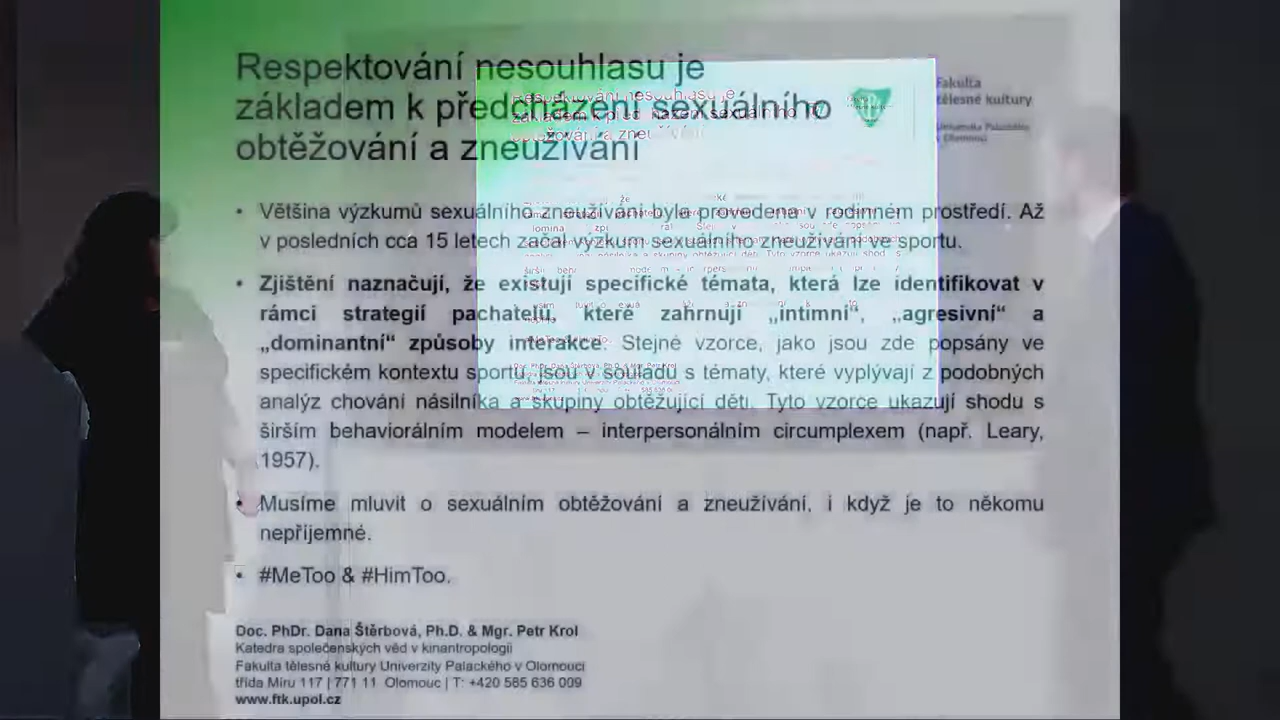 Respektování nesouhlasu je
základem k předcházení sexuálního
obtěžování a zneužívání
Fakulta
tělesné kultury
Univerzita Palackého
v Olomouci
• Většina výzkumů sexuálního zneužívání byla provedena v rodinném prostředí. Až
v posledních cca 15 letech začal výzkum sexuálního zneužívání ve sportu.
• Zjištění naznačují, že existují specifické témata, která lze identifikovat v
rámci strategií pachatelů, které zahrnují „intimní“, „agresivní“ a
„dominantní“ způsoby interakce. Stejné vzorce, jako jsou zde popsány ve
specifickém kontextu sportu, jsou v souladu s tématy, které vyplývají z podobných
analýz chování násilníka a skupiny obtěžující děti. Tyto vzorce ukazují shodu s
širším behaviorálním modelem – interpersonálním circumplexem (např. Leary,
1957).
• Musíme mluvit o sexuálním obtěžování a zneužívání, i když je to někomu
nepříjemné.
• #MeToo & #HimToo.
Doc. PhDr. Dana Štěrbová, Ph.D. & Mgr. Petr Krol
Katedra společenských věd v kinantropologii
Fakulta tělesné kultury Univerzity Palackého v Olomouci
třída Míru 117 | 771 11 Olomouc | T: +420 585 636 009
www.ftk.upol.cz